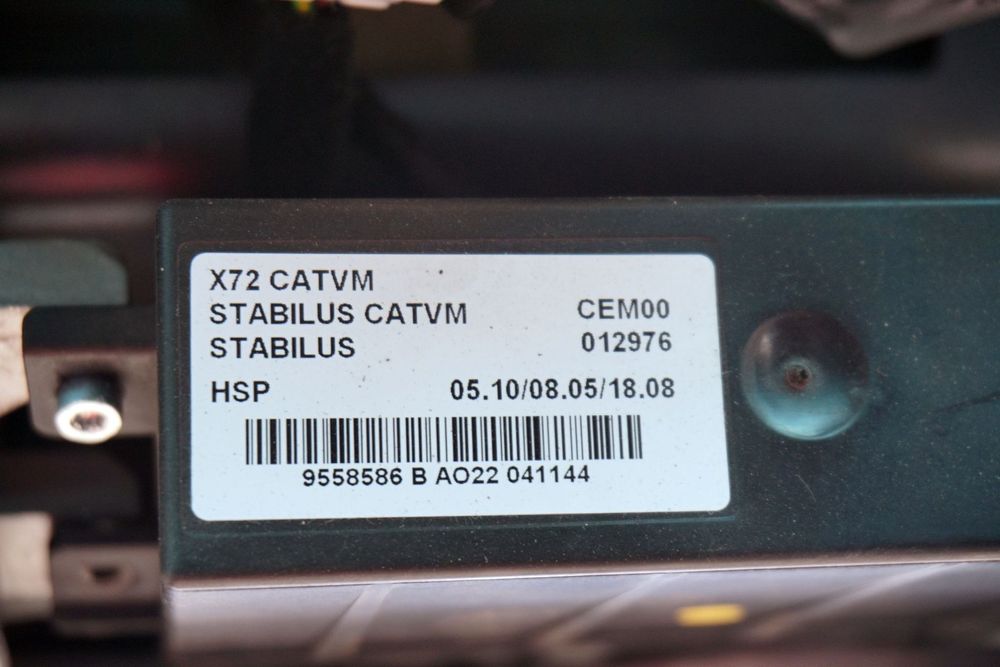 X72 CATVM
STABILUS CATVM CEM00
STABILUS 012976
HSP 05.10/08.05/18.08
9558586 B AO22 041144